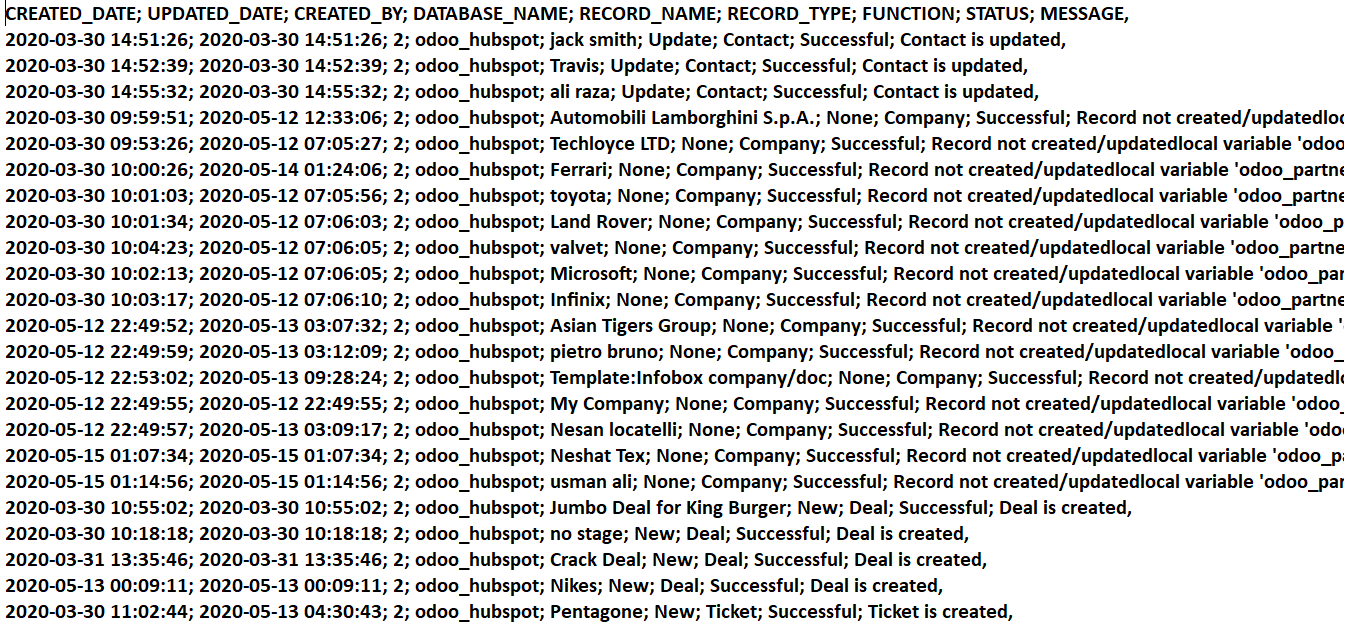 CREATED_DATE; UPDATED_DATE; CREATED_BY; DATABASE_NAME; RECORD_NAME; RECORD_TYPE; FUNCTION; STATUS; MESSAGE,
2020-03-30 14:51:26; 2020-03-30 14:51:26; 2; odoo_hubspot; jack smith; Update; Contact; Successful; Contact is updated,
2020-03-30 14:52:39; 2020-03-30 14:52:39; 2; odoo_hubspot; Travis; Update; Contact; Successful; Contact is updated,
2020-03-30 14:55:32; 2020-03-30 14:55:32; 2; odoo_hubspot; ali raza; Update; Contact; Successful; Contact is updated,
2020-03-30 09:59:51; 2020-05-12 12:33:06; 2; odoo_hubspot; Automobili Lamborghini S.p.A.; None; Company; Successful; Record not created/updatedloc
2020-03-30 09:53:26; 2020-05-12 07:05:27; 2; odoo_hubspot; Techloyce LTD; None; Company; Successful; Record not created/updatedlocal variable 'odoo
2020-03-30 10:00:26; 2020-05-14 01:24:06; 2; odoo_hubspot; Ferrari; None; Company; Successful; Record not created/updatedlocal variable 'odoo_partne
2020-03-30 10:01:03; 2020-05-12 07:05:56; 2; odoo_hubspot; toyota; None; Company; Successful; Record not created/updatedlocal variable 'odoo_partne
2020-03-30 10:01:34; 2020-05-12 07:06:03; 2; odoo_hubspot; Land Rover; None; Company; Successful; Record not created/updatedlocal variable 'odoo_p
2020-03-30 10:04:23; 2020-05-12 07:06:05; 2; odoo_hubspot; valvet; None; Company; Successful; Record not created/updatedlocal variable 'odoo_partne
2020-03-30 10:02:13; 2020-05-12 07:06:05; 2; odoo_hubspot; Microsoft; None; Company; Successful; Record not created/updatedlocal variable 'odoo_par
2020-03-30 10:03:17; 2020-05-12 07:06:10; 2; odoo_hubspot; Infinix; None; Company; Successful; Record not created/updatedlocal variable 'odoo_partne
2020-05-12 22:49:52; 2020-05-13 03:07:32; 2; odoo_hubspot; Asian Tigers Group; None; Company; Successful; Record not created/updatedlocal variable '
2020-05-12 22:49:59; 2020-05-13 03:12:09; 2; odoo_hubspot; pietro bruno; None; Company; Successful; Record not created/updatedlocal variable 'odoo_
2020-05-12 22:53:02; 2020-05-13 09:28:24; 2; odoo_hubspot; Template:Infobox company/doc; None; Company; Successful; Record not created/updatedl
2020-05-12 22:49:55; 2020-05-12 22:49:55; 2; odoo_hubspot; My Company; None; Company; Successful; Record not created/updatedlocal variable 'odoo_
2020-05-12 22:49:57; 2020-05-13 03:09:17; 2; odoo_hubspot; Nesan locatelli; None; Company; Successful; Record not created/updatedlocal variable 'odo
2020-05-15 01:07:34; 2020-05-15 01:07:34; 2; odoo_hubspot; Neshat Tex; None; Company; Successful; Record not created/updatedlocal variable 'odoo_p
2020-05-15 01:14:56; 2020-05-15 01:14:56; 2; odoo_hubspot; usman ali; None; Company; Successful; Record not created/updatedlocal variable 'odoo_par
2020-03-30 10:55:02; 2020-03-30 10:55:02; 2; odoo_hubspot; Jumbo Deal for King Burger; New; Deal; Successful; Deal is created,
2020-03-30 10:18:18; 2020-03-30 10:18:18; 2; odoo_hubspot; no stage; New; Deal; Successful; Deal is created,
2020-03-31 13:35:46; 2020-03-31 13:35:46; 2; odoo_hubspot; Crack Deal; New; Deal; Successful; Deal is created,
2020-05-13 00:09:11; 2020-05-13 00:09:11; 2; odoo_hubspot; Nikes; New; Deal; Successful; Deal is created,
2020-03-30 11:02:44; 2020-05-13 04:30:43; 2; odoo_hubspot; Pentagone; New; Ticket; Successful; Ticket is created,